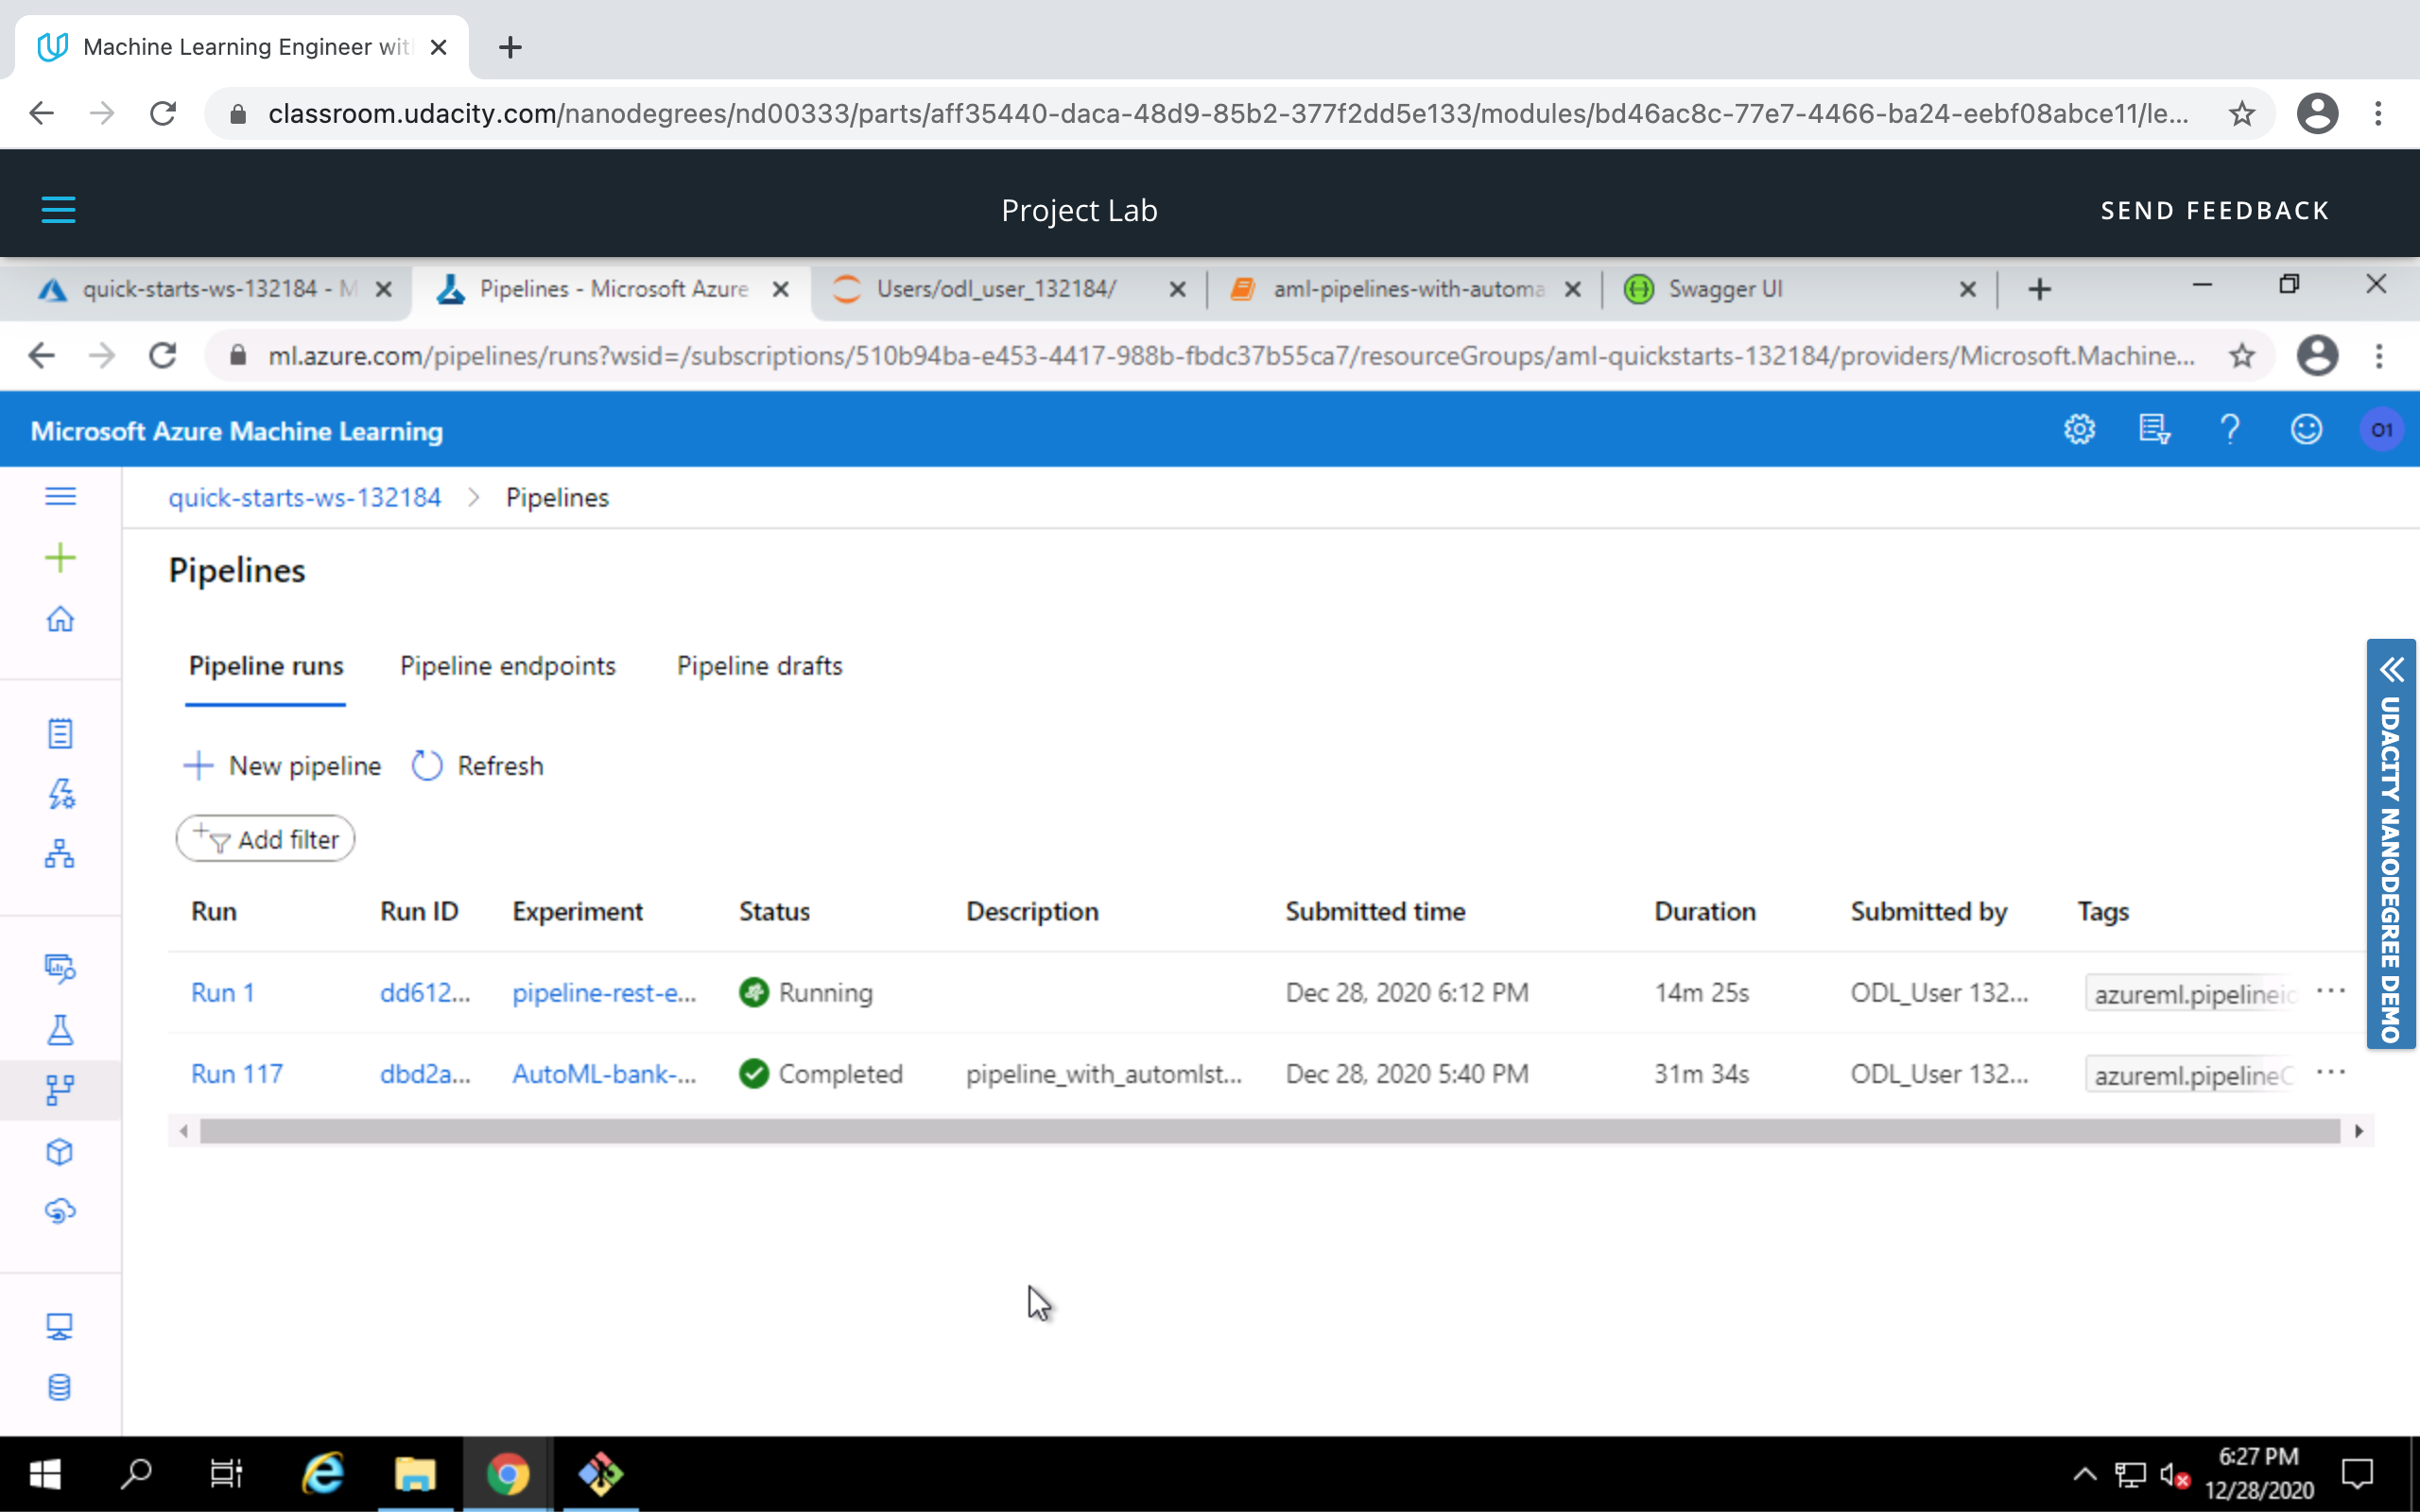 Machine Learning Engineer wit
classroom.udacity.com/nanodegrees/nd00333/parts/aff35440-daca-48d9-85b2-377f2dd5e133/modules/bd46ac8c-77e7-4466-ba24-eebf08abce11/le...
Project Lab
SEND FEEDBACK
quick-starts-ws-132184 - M
Pipelines - Microsoft Azure
Users/odl_user_132184/
aml-pipelines-with-automa
Swagger UI
ml.azure.com/pipelines/runs?wsid=/subscriptions/510b94ba-e453-4417-988b-fbdc37b55ca7/resourceGroups/aml-quickstarts-132184/providers/Microsoft.Machine...
Microsoft Azure Machine Learning
O1
quick-starts-ws-132184 > Pipelines
Pipelines
Pipeline runs Pipeline endpoints Pipeline drafts
New pipeline Refresh
Add filter
Run Run ID Experiment Status Description Submitted time Duration Submitted by Tags
Run 1 dd612... pipeline-rest-e... Running Dec 28, 2020 6:12 PM 14m 25s ODL_User 132... azureml.pipelineid ...
Run 117 dbd2a... AutoML-bank-... Completed pipeline_with_automlst... Dec 28, 2020 5:40 PM 31m 34s ODL_User 132... azureml.pipelineC ...
UDACITY NANODEGREE DEMO
6:27 PM
12/28/2020